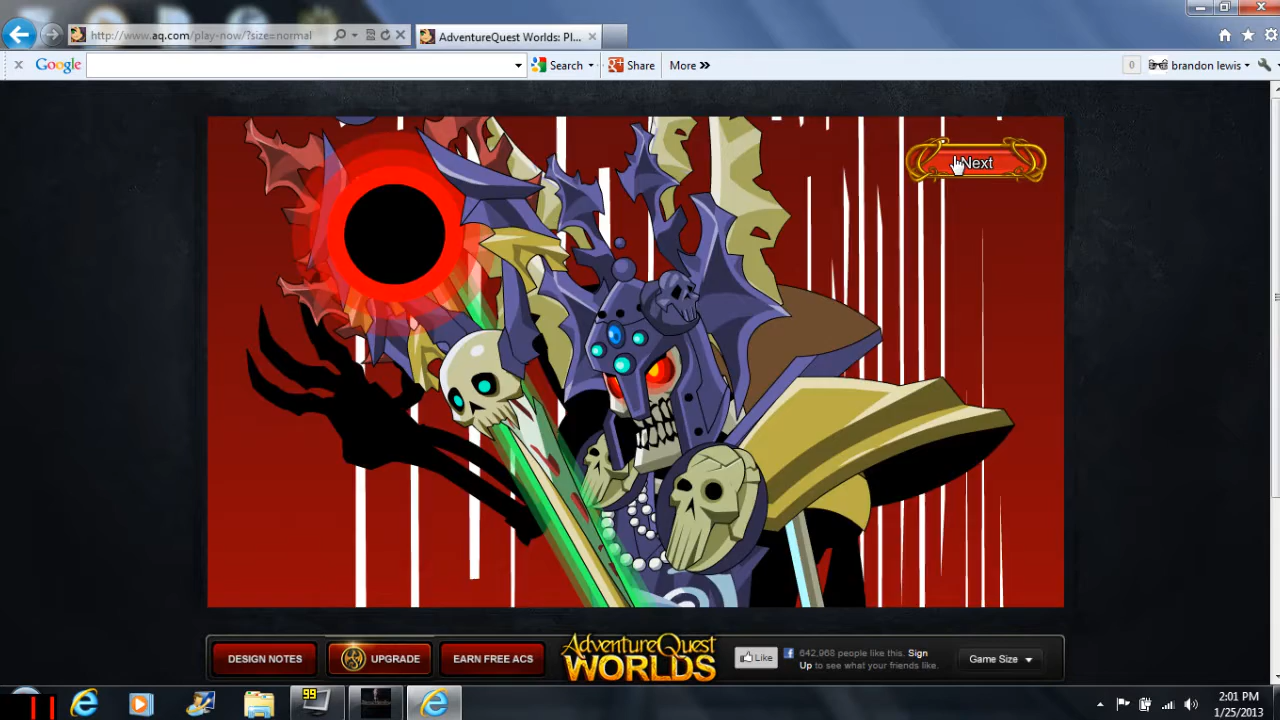 http://www.aq.com/play-now/?size=normal
AdventureQuest Worlds: Pl...
Google
Search
Share
More »
0
brandon lewis
Next
DESIGN NOTES
UPGRADE
EARN FREE ACS
AdventureQuest
WORLDS
Like
642,968 people like this. Sign
Up to see what your friends like.
Game Size
99
2:01 PM
1/25/2013